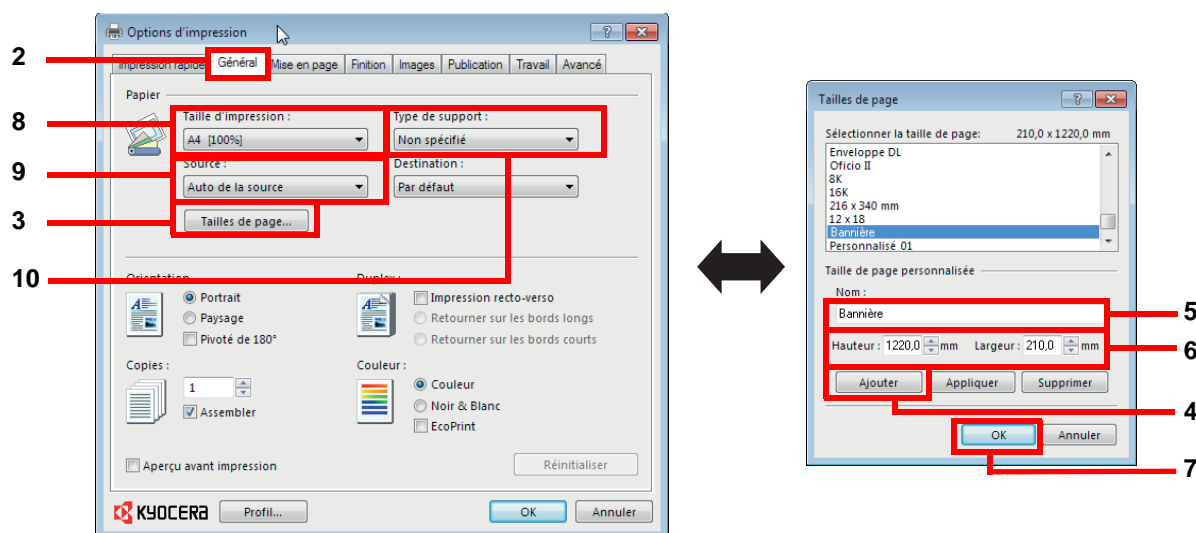 Options d'impression
2
Impression rapide Général Mise en page Finition Images Publication Travail Avancé
Papier
8
Taille d'impression :
Type de support :
A4 [100%]
Non spécifié
9
Source :
Destination :
Auto de la source
Par défaut
3
Tailles de page...
10
Orientation
Duplex :
Portrait
Paysage
Pivoté de 180°
Impression recto-verso
Retourner sur les bords longs
Retourner sur les bords courts
Copies :
1
Assembler
Couleur :
Couleur
Noir & Blanc
EcoPrint
Aperçu avant impression
Réinitialiser
KYOCERA
Profil...
OK
Annuler
Tailles de page
Sélectionner la taille de page: 210,0 x 1220,0 mm
Enveloppe DL
Oficio II
8K
16K
216 x 340 mm
12 x 18
Bannière
Personnalisé 01
Taille de page personnalisée
Nom :
Bannière
5
Hauteur : 1220,0 mm Largeur : 210,0 mm
6
Ajouter Appliquer Supprimer
4
OK Annuler
7